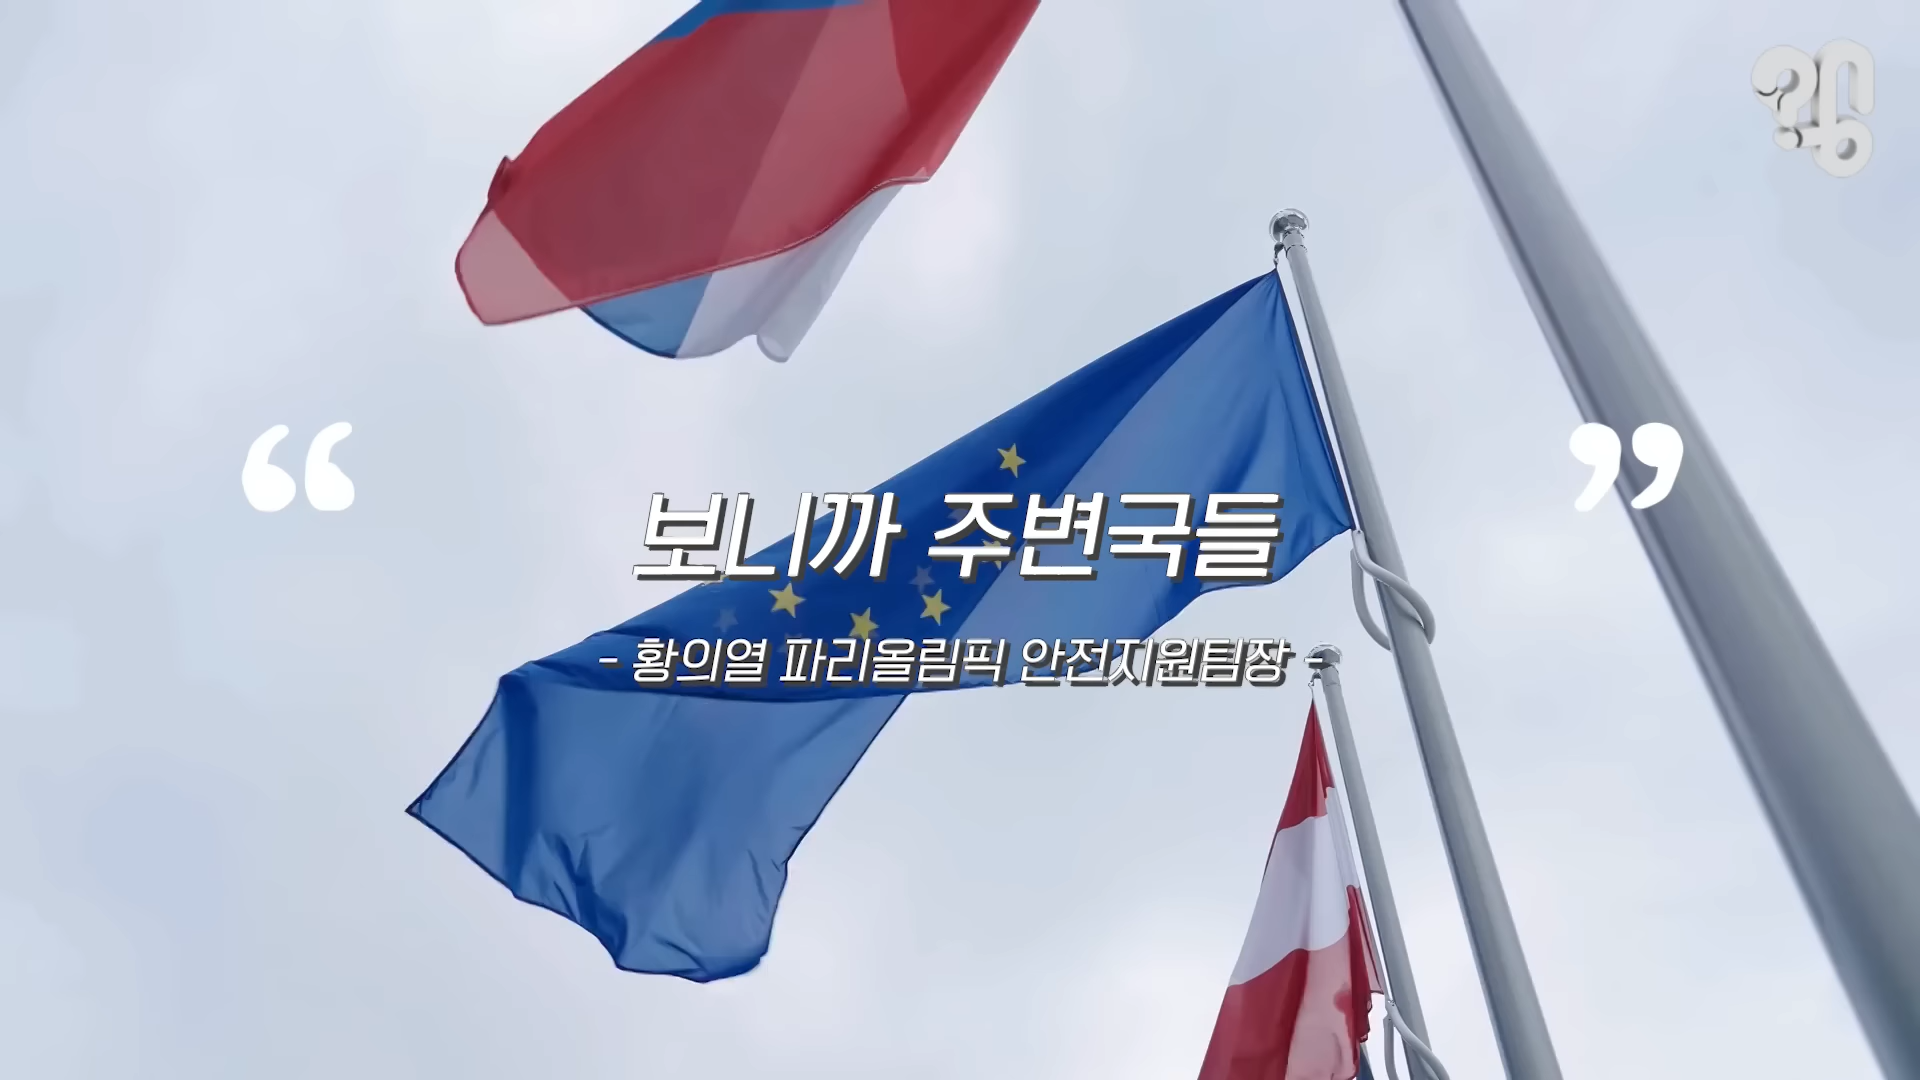 “ 보니까 주변국들 ”
- 황의열 파리올림픽 안전지원팀장 -